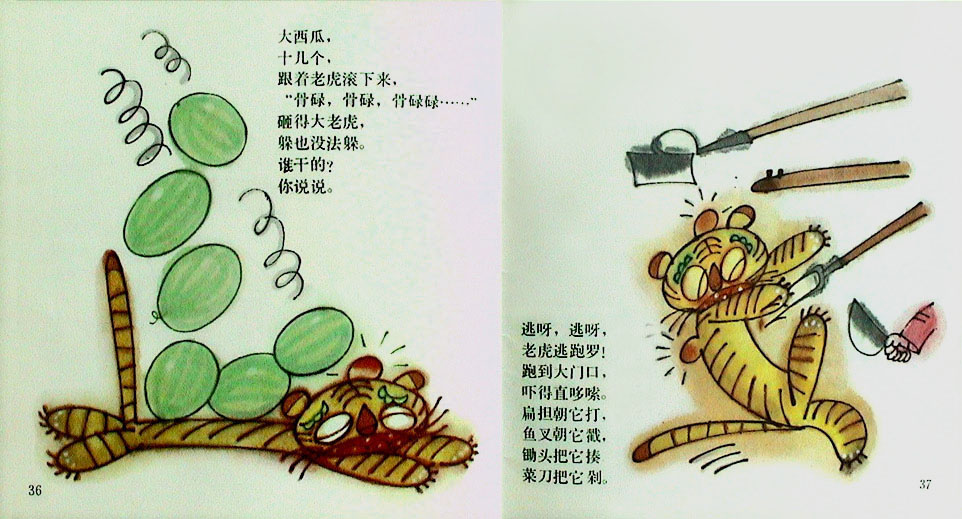 大西瓜，
十几个，
跟着老虎滚下来，
“骨碌，骨碌，骨碌碌……”
砸得大老虎，
躲也没法躲。
谁干的？
你说说。
36
逃呀，逃呀，
老虎逃跑罗！
跑到大门口，
吓得直哆嗦。
扁担朝它打，
鱼叉朝它戳，
锄头把它揍
菜刀把它剁。
37